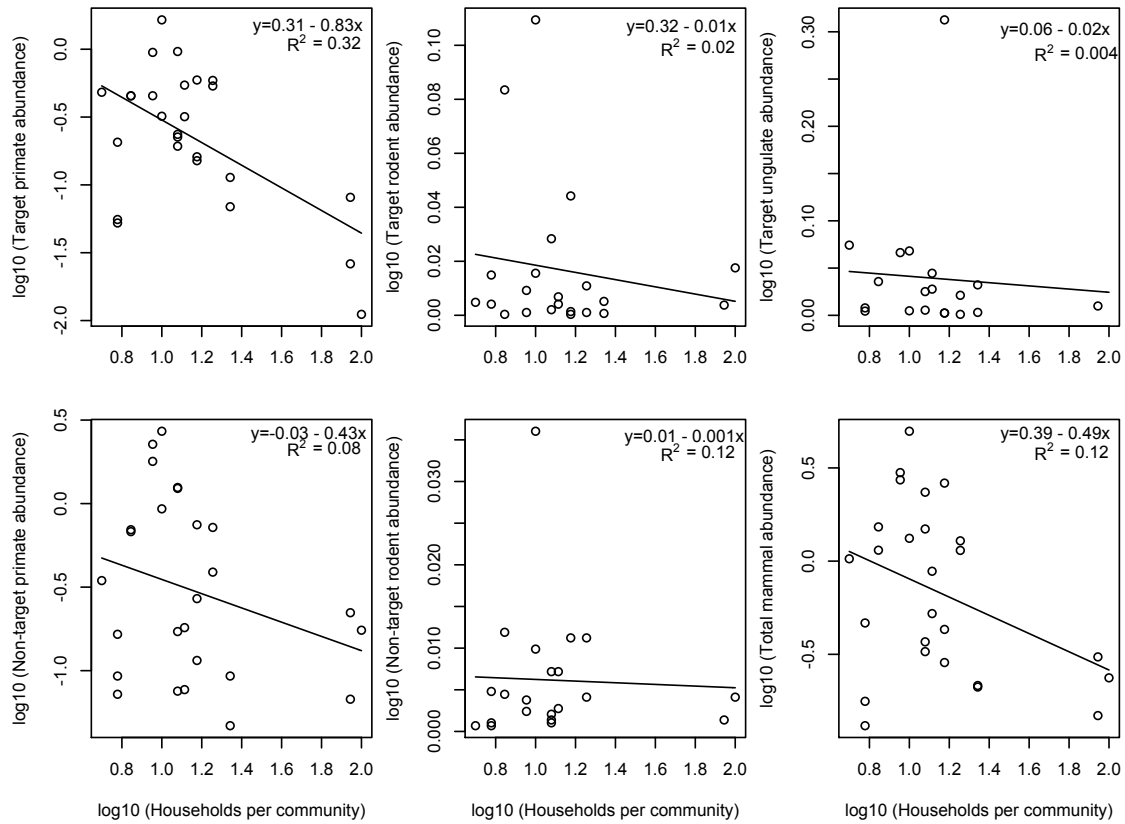 y=0.31 - 0.83x
R² = 0.32
log10 (Target primate abundance)
0.0
-0.5
-1.0
-1.5
-2.0
0.8 1.0 1.2 1.4 1.6 1.8 2.0
y=0.32 - 0.01x
R² = 0.02
log10 (Target rodent abundance)
0.10
0.08
0.06
0.04
0.02
0.00
0.8 1.0 1.2 1.4 1.6 1.8 2.0
y=0.06 - 0.02x
R² = 0.004
log10 (Target ungulate abundance)
0.30
0.20
0.10
0.00
0.8 1.0 1.2 1.4 1.6 1.8 2.0
y=-0.03 - 0.43x
R² = 0.08
log10 (Non-target primate abundance)
0.5
0.0
-0.5
-1.0
0.8 1.0 1.2 1.4 1.6 1.8 2.0
log10 (Households per community)
y=0.01 - 0.001x
R² = 0.12
log10 (Non-target rodent abundance)
0.030
0.020
0.010
0.000
0.8 1.0 1.2 1.4 1.6 1.8 2.0
log10 (Households per community)
y=0.39 - 0.49x
R² = 0.12
log10 (Total mammal abundance)
0.5
0.0
-0.5
0.8 1.0 1.2 1.4 1.6 1.8 2.0
log10 (Households per community)